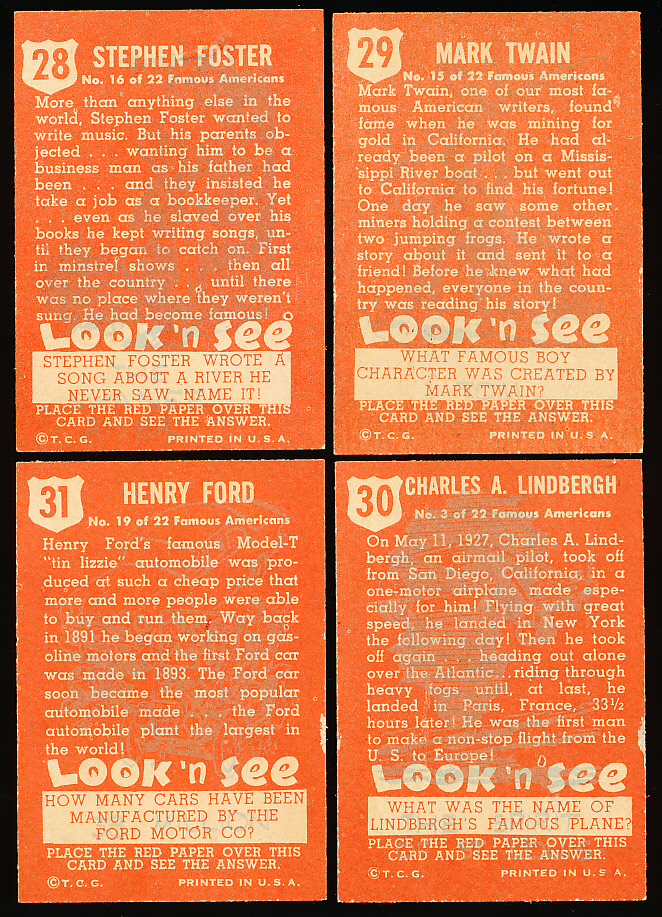 28
STEPHEN FOSTER
No. 16 of 22 Famous Americans
More than anything else in the
world, Stephen Foster wanted to
write music. But his parents ob-
jected . . . wanting him to be a
business man as his father had
been . . . and they insisted he
take a job as a bookkeeper. Yet
. . . even as he slaved over his
books he kept writing songs, un-
til they began to catch on. First
in minstrel shows . . . then all
over the country . . . until there
was no place where they weren't
sung. He had become famous!
LOOK 'n SEE
STEPHEN FOSTER WROTE A
SONG ABOUT A RIVER HE
NEVER SAW. NAME IT!
PLACE THE RED PAPER OVER THIS
CARD AND SEE THE ANSWER.
©T.C.G. PRINTED IN U.S.A.
29
MARK TWAIN
No. 15 of 22 Famous Americans
Mark Twain, one of our most fa-
mous American writers, found
fame when he was mining for
gold in California. He had al-
ready been a pilot on a Missis-
sippi River boat . . . but went out
to California to find his fortune!
One day he saw some other
miners holding a contest between
two jumping frogs. He wrote a
story about it and sent it to a
friend! Before he knew what had
happened, everyone in the coun-
try was reading his story!
LOOK 'n SEE
WHAT FAMOUS BOY
CHARACTER WAS CREATED BY
MARK TWAIN?
PLACE THE RED PAPER OVER THIS
CARD AND SEE THE ANSWER.
©T.C.G. PRINTED IN U.S.A.
31
HENRY FORD
No. 19 of 22 Famous Americans
Henry Ford's famous Model-T
"tin lizzie" automobile was pro-
duced at such a cheap price that
more and more people were able
to buy and run them. Way back
in 1891 he began working on gas-
oline motors and the first Ford car
was made in 1893. The Ford car
soon became the most popular
automobile made . . . the Ford
automobile plant the largest in
the world!
LOOK 'n SEE
HOW MANY CARS HAVE BEEN
MANUFACTURED BY THE
FORD MOTOR CO?
PLACE THE RED PAPER OVER THIS
CARD AND SEE THE ANSWER.
©T.C.G. PRINTED IN U.S.A.
30
CHARLES A. LINDBERGH
No. 3 of 22 Famous Americans
On May 11, 1927, Charles A. Lind-
bergh, an airmail pilot, took off
from San Diego, California, in a
one-motor airplane made espe-
cially for him! Flying with great
speed, he landed in New York
the following day! Then he took
off again . . . heading out alone
over the Atlantic...riding through
heavy fogs until, at last, he
landed in Paris, France, 33½
hours later! He was the first man
to make a non-stop flight from the
U. S. to Europe!
LOOK 'n SEE
WHAT WAS THE NAME OF
LINDBERGH'S FAMOUS PLANE?
PLACE THE RED PAPER OVER THIS
CARD AND SEE THE ANSWER.
©T.C.G. PRINTED IN U.S.A.